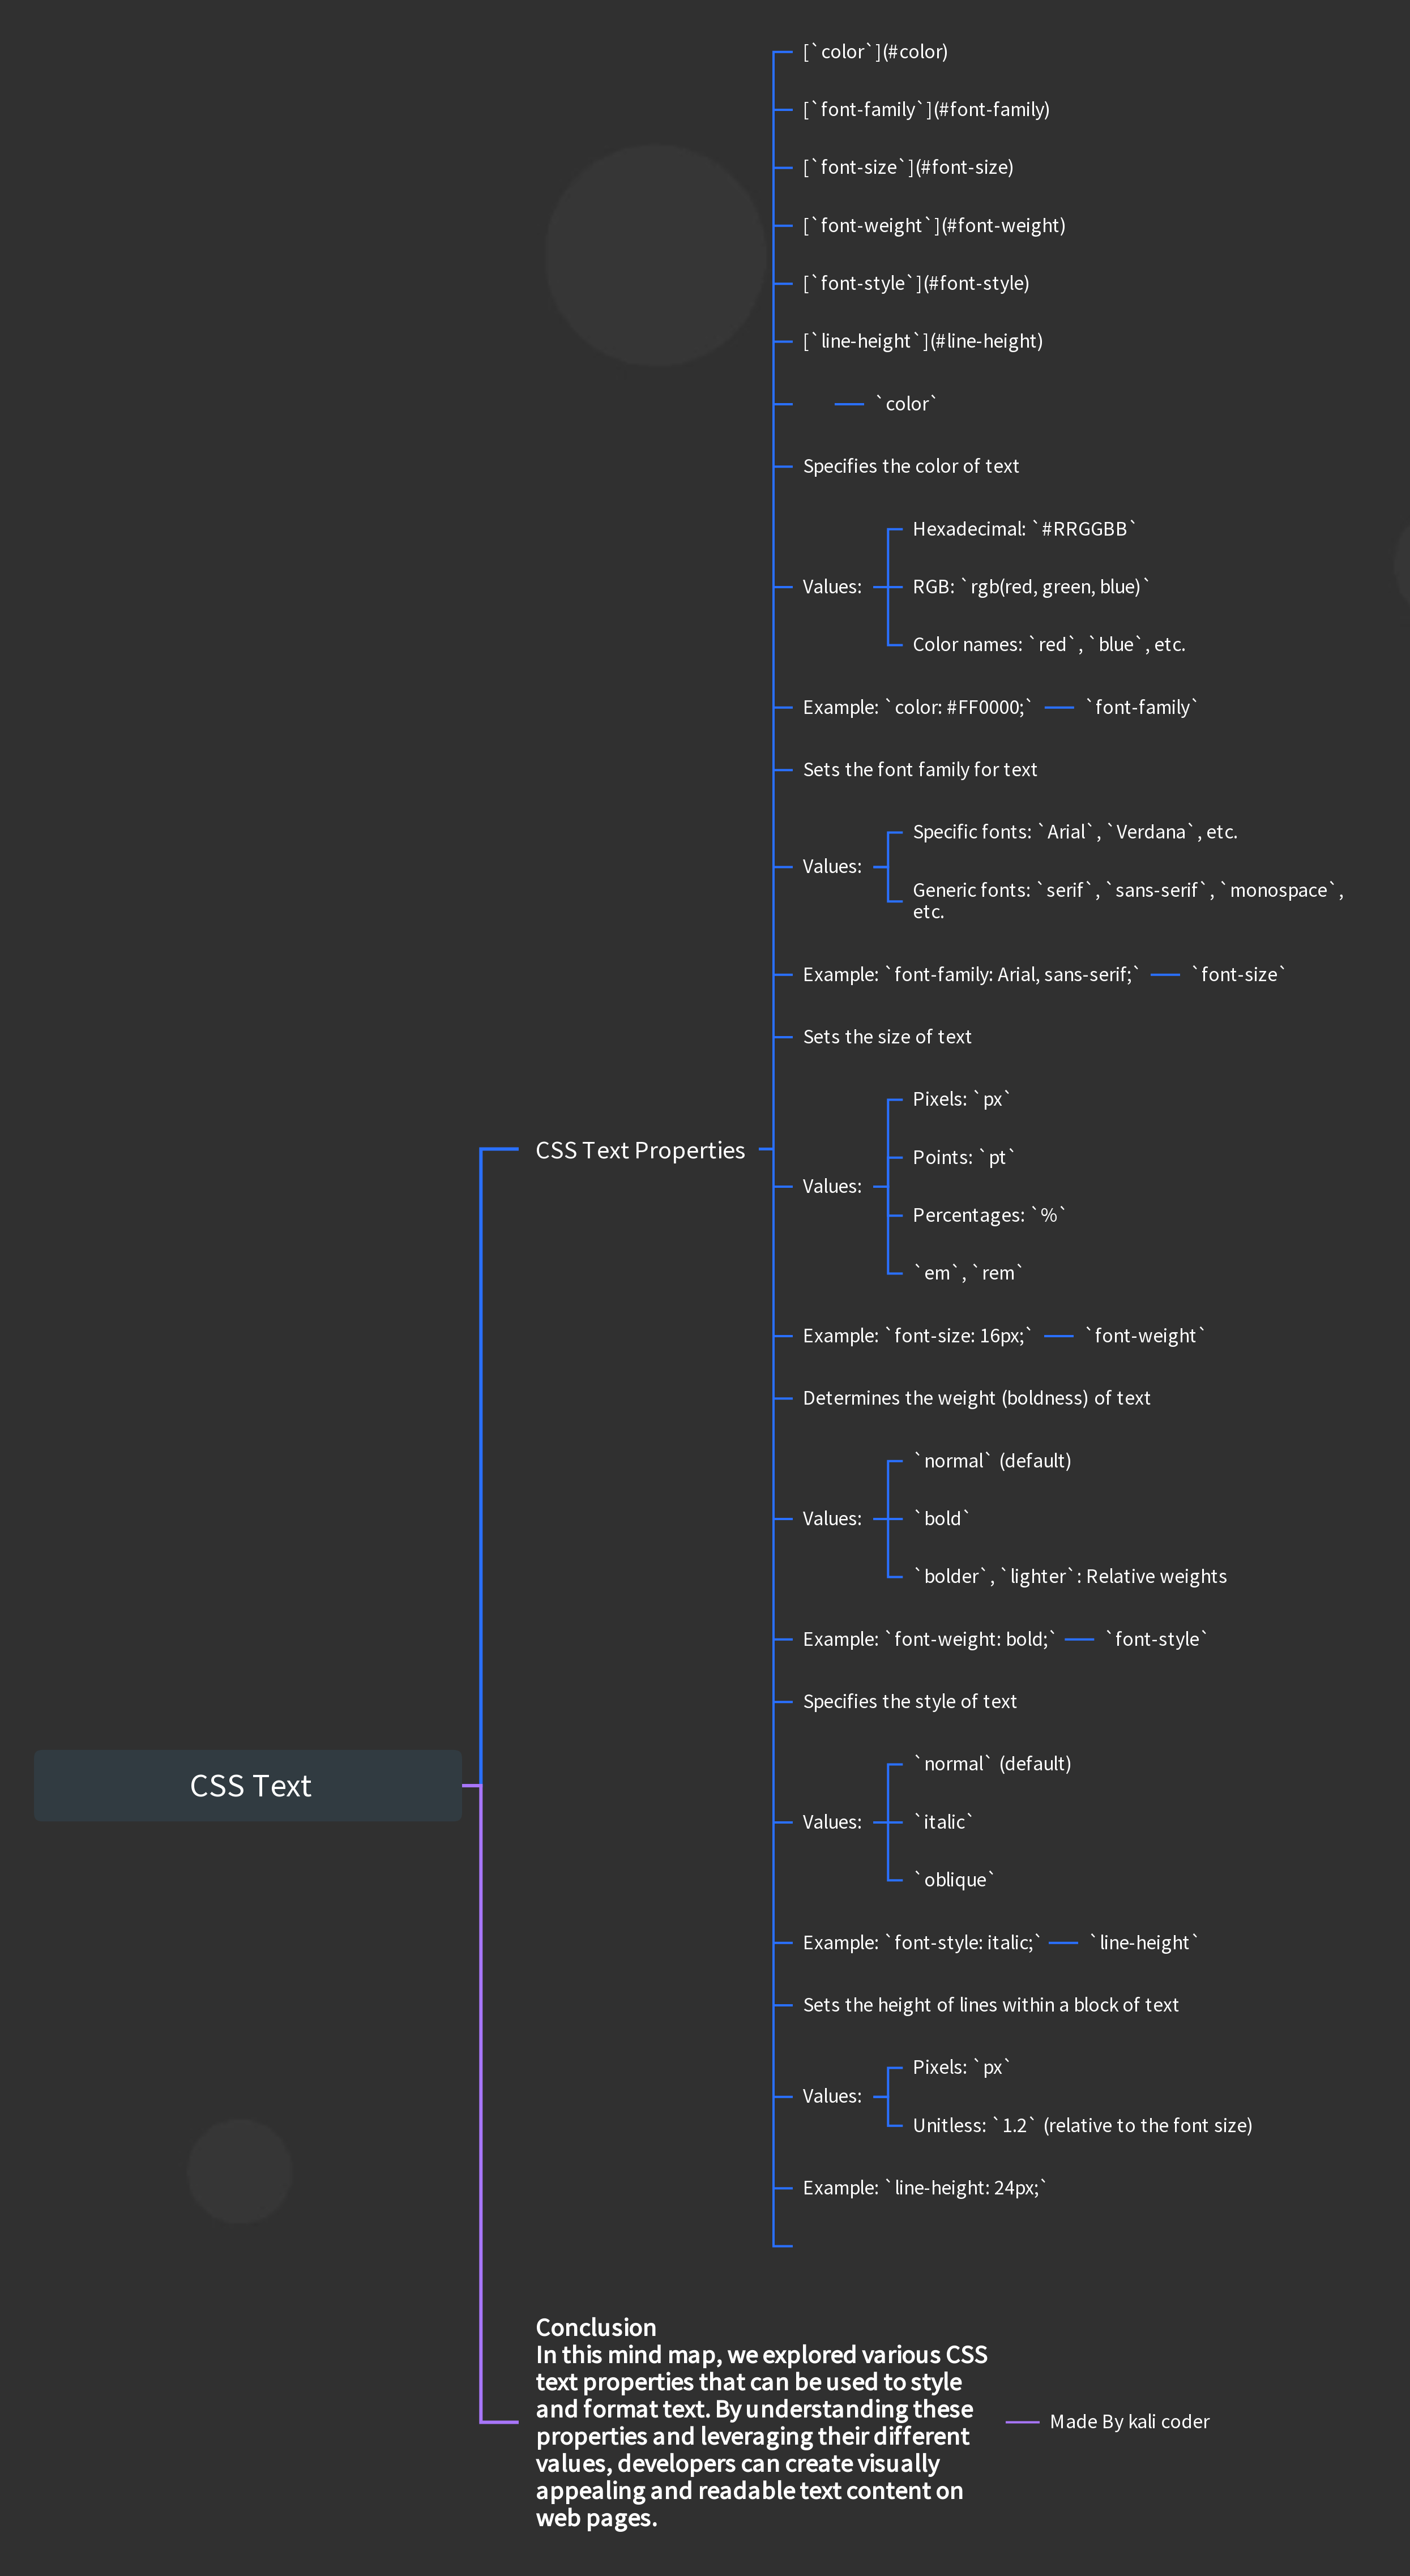 [`color`](#color)
[`font-family`](#font-family)
[`font-size`](#font-size)
[`font-weight`](#font-weight)
[`font-style`](#font-style)
[`line-height`](#line-height)
`color`
Specifies the color of text
Values:
Hexadecimal: `#RRGGBB`
RGB: `rgb(red, green, blue)`
Color names: `red`, `blue`, etc.
Example: `color: #FF0000;` `font-family`
Sets the font family for text
Values:
Specific fonts: `Arial`, `Verdana`, etc.
Generic fonts: `serif`, `sans-serif`, `monospace`,
etc.
Example: `font-family: Arial, sans-serif;` `font-size`
Sets the size of text
CSS Text Properties
Values:
Pixels: `px`
Points: `pt`
Percentages: `%`
`em`, `rem`
Example: `font-size: 16px;` `font-weight`
Determines the weight (boldness) of text
Values:
`normal` (default)
`bold`
`bolder`, `lighter`: Relative weights
Example: `font-weight: bold;` `font-style`
Specifies the style of text
CSS Text
Values:
`normal` (default)
`italic`
`oblique`
Example: `font-style: italic;` `line-height`
Sets the height of lines within a block of text
Values:
Pixels: `px`
Unitless: `1.2` (relative to the font size)
Example: `line-height: 24px;`
Conclusion
In this mind map, we explored various CSS
text properties that can be used to style
and format text. By understanding these
properties and leveraging their different
values, developers can create visually
appealing and readable text content on
web pages.
Made By kali coder